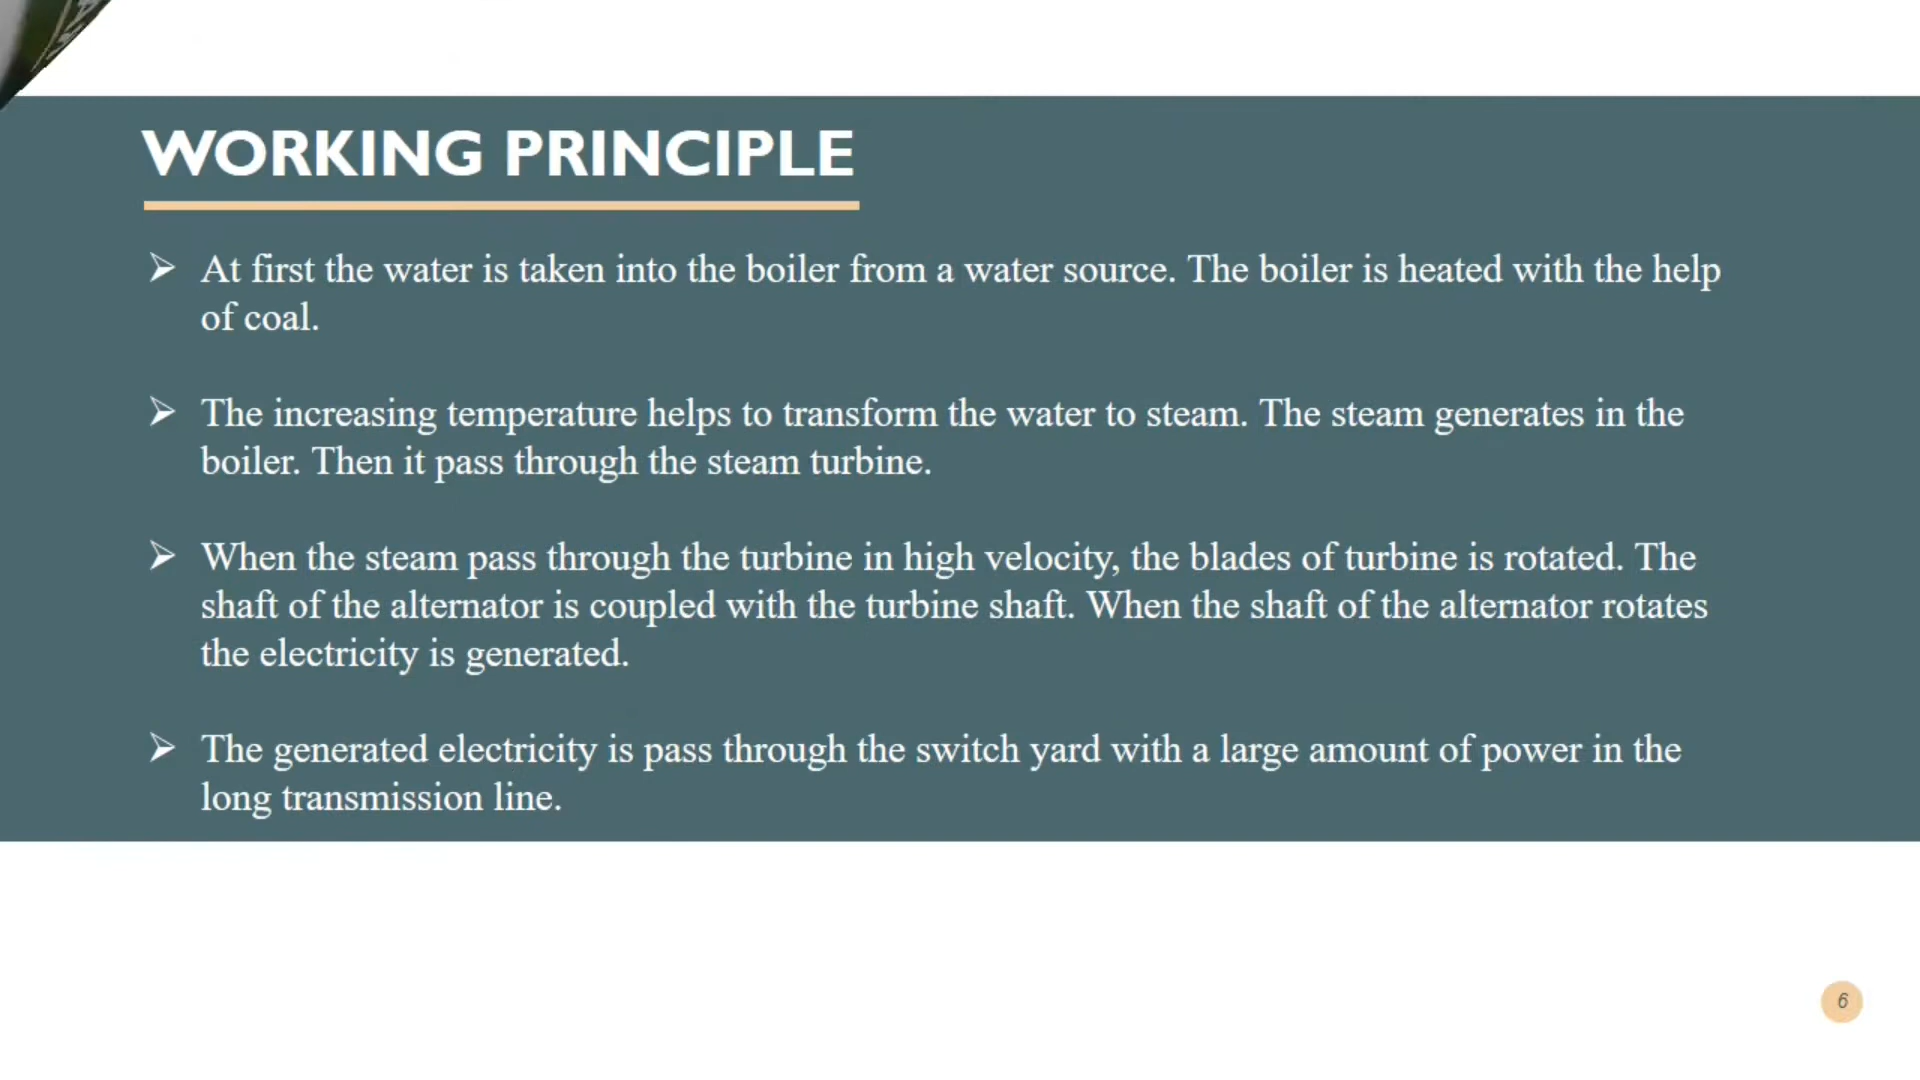 WORKING PRINCIPLE
➢ At first the water is taken into the boiler from a water source. The boiler is heated with the help
of coal.
➢ The increasing temperature helps to transform the water to steam. The steam generates in the
boiler. Then it pass through the steam turbine.
➢ When the steam pass through the turbine in high velocity, the blades of turbine is rotated. The
shaft of the alternator is coupled with the turbine shaft. When the shaft of the alternator rotates
the electricity is generated.
➢ The generated electricity is pass through the switch yard with a large amount of power in the
long transmission line.
6